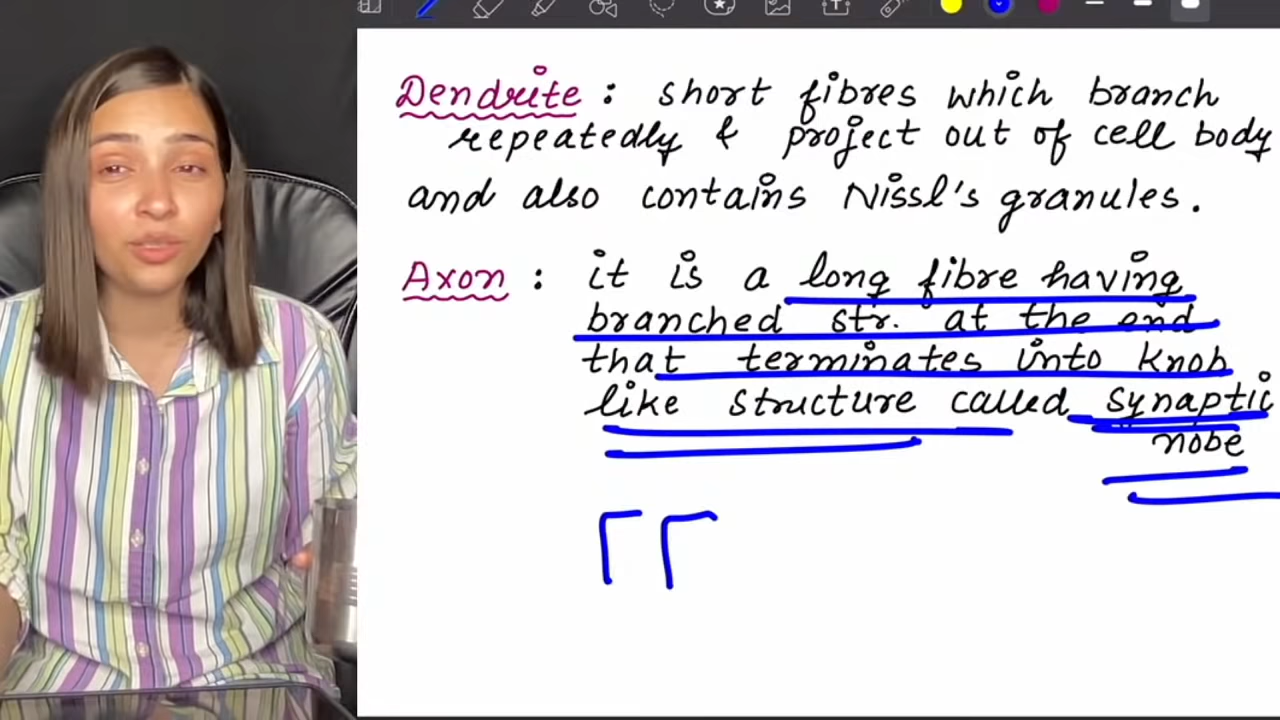 Dendrite : short fibres which branch
repeatedly & project out of cell body
and also contains Nissl's granules.
Axon : it is a long fibre having
branched str. at the end
that terminates into knob
like structure called synaptic
nobe